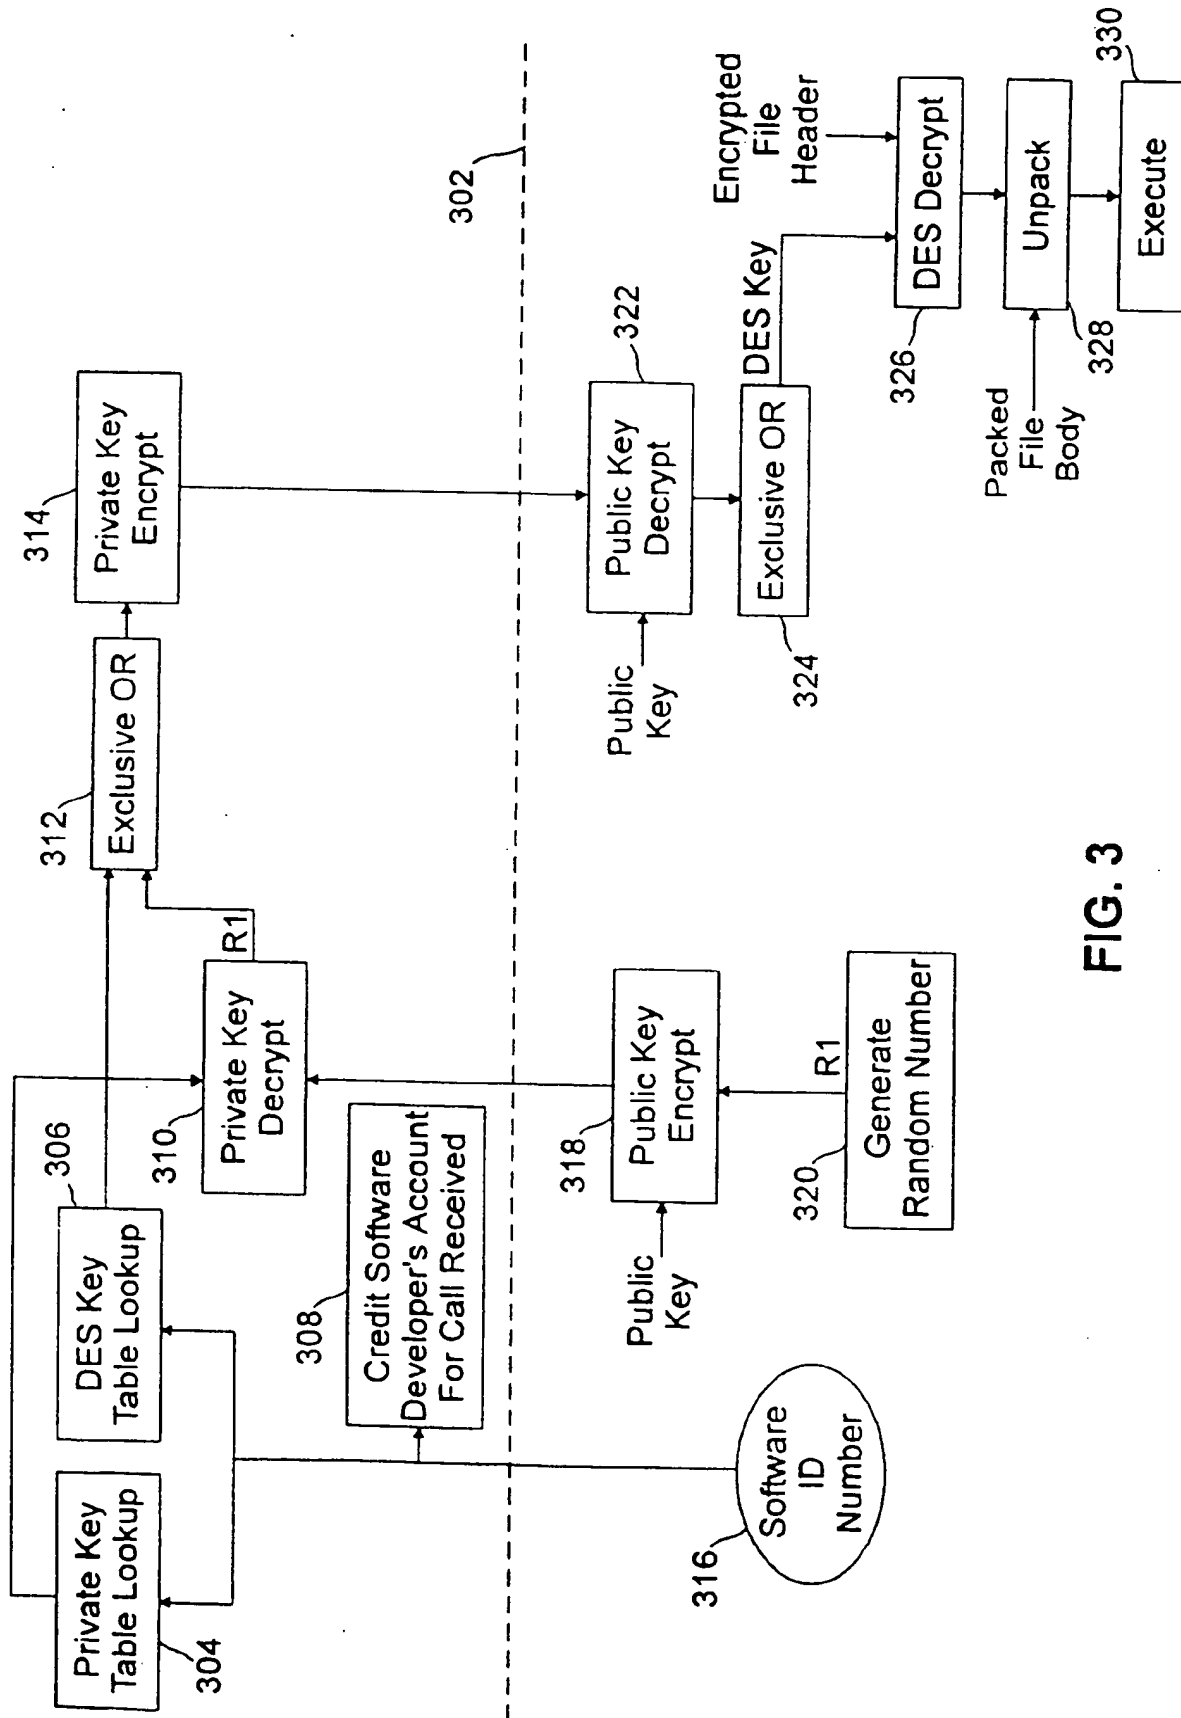 304
Private Key
Table Lookup
306
DES Key
Table Lookup
308
Credit Software
Developer's Account
For Call Received
310
Private Key
Decrypt
R1
312
Exclusive OR
314
Private Key
Encrypt
302
316
Software
ID
Number
Public
Key
318
Public Key
Encrypt
R1
320
Generate
Random Number
Public
Key
322
Public Key
Decrypt
324
Exclusive OR
DES Key
Encrypted
File
Header
326
DES Decrypt
Packed
File
Body
328
Unpack
330
Execute
FIG. 3